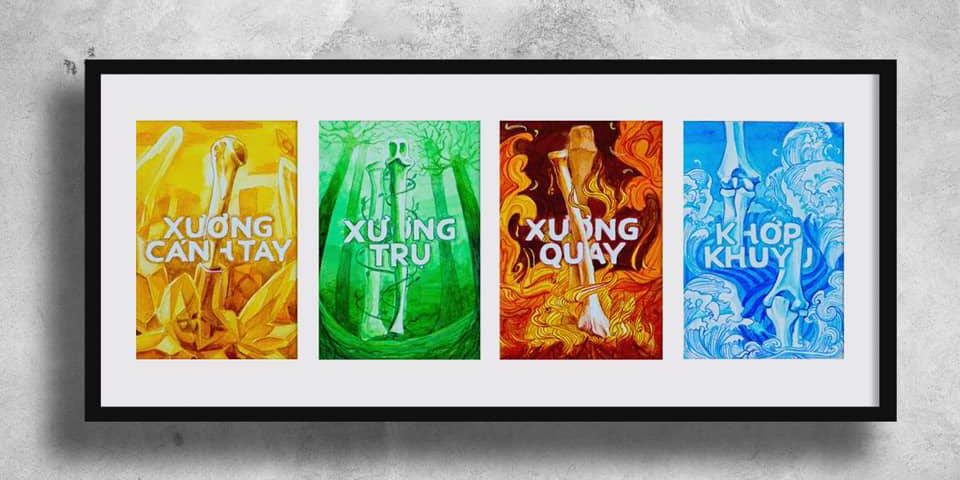 XƯƠNG
CÁNH TAY
XƯƠNG
TRỤ
XƯƠNG
QUAY
KHỚP
KHUỶU